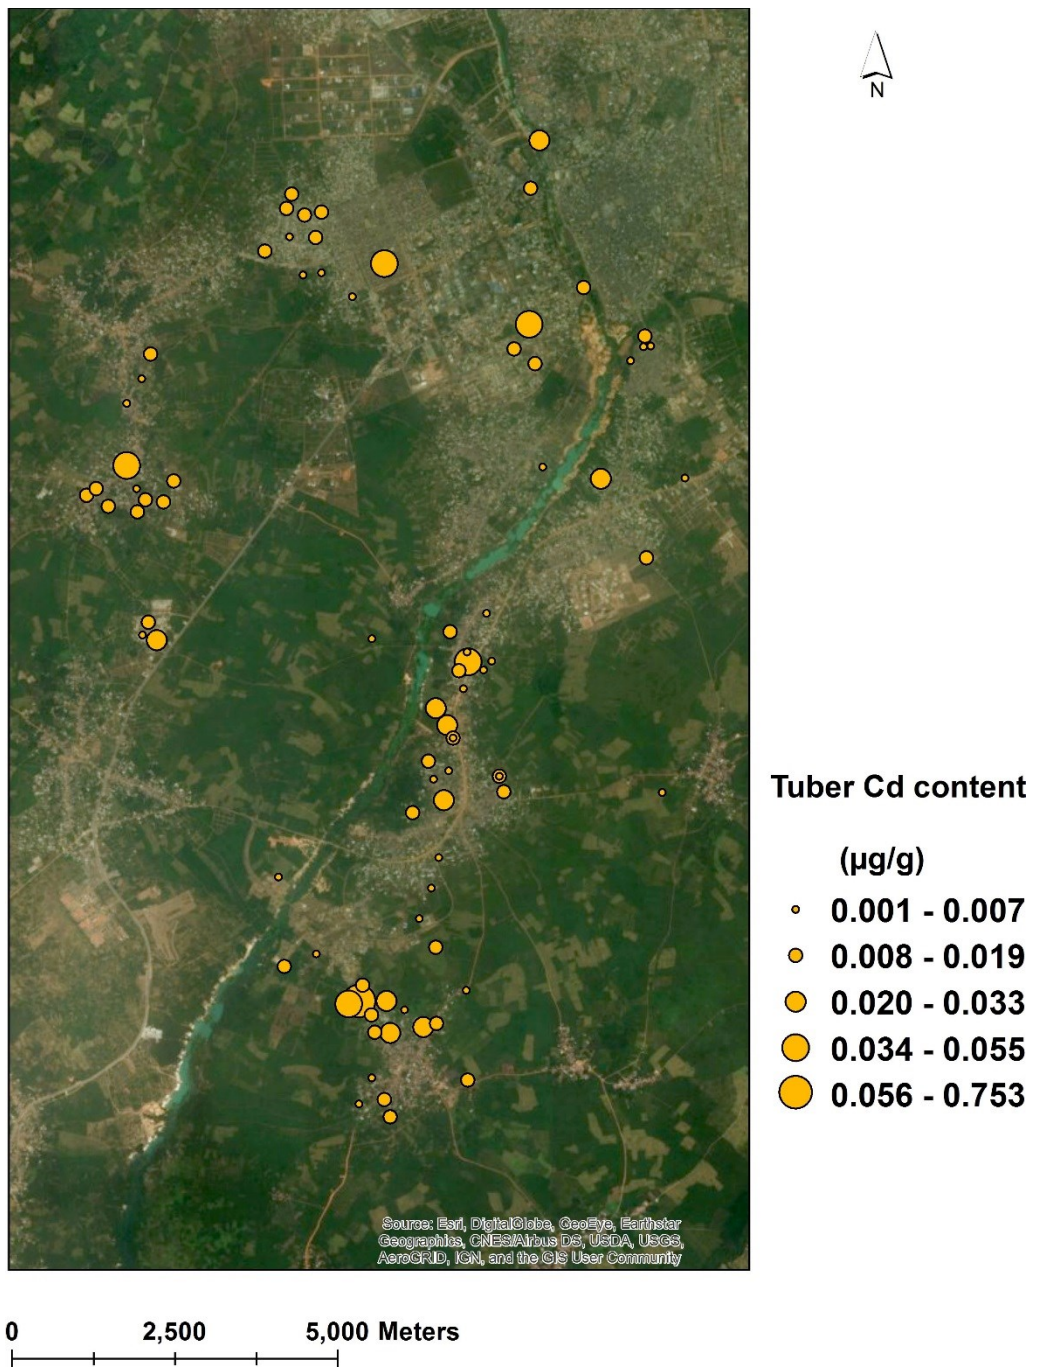 N
Tuber Cd content
(µg/g)
0.001 - 0.007
0.008 - 0.019
0.020 - 0.033
0.034 - 0.055
0.056 - 0.753
Source: Esri, DigitalGlobe, GeoEye, Earthstar
Geographics, CNES/Airbus DS, USDA, USGS,
AeroGRID, IGN, and the GIS User Community
0 2,500 5,000 Meters